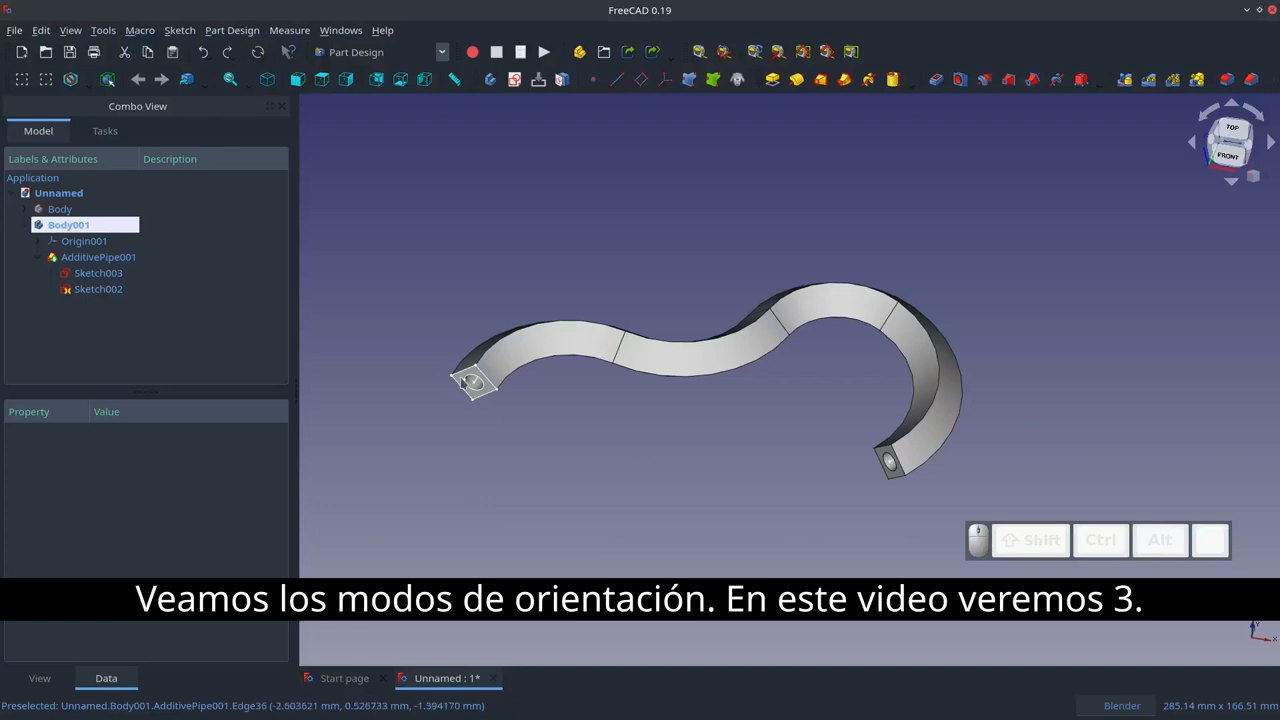 FreeCAD 0.19
File Edit View Tools Macro Sketch Part Design Measure Windows Help
Part Design
Combo View
Model Tasks
Labels & Attributes Description
Application
Unnamed
Body
Body001
Origin001
AdditivePipe001
Sketch003
Sketch002
TOP
FRONT
Property Value
Shift Ctrl Alt
Veamos los modos de orientación. En este video veremos 3.
Y
X
View Data
Start page Unnamed : 1*
Preselected: Unnamed.Body001.AdditivePipe001.Edge36 (-2.603621 mm, 0.526733 mm, -1.994170 mm) Blender 285.14 mm x 166.51 mm